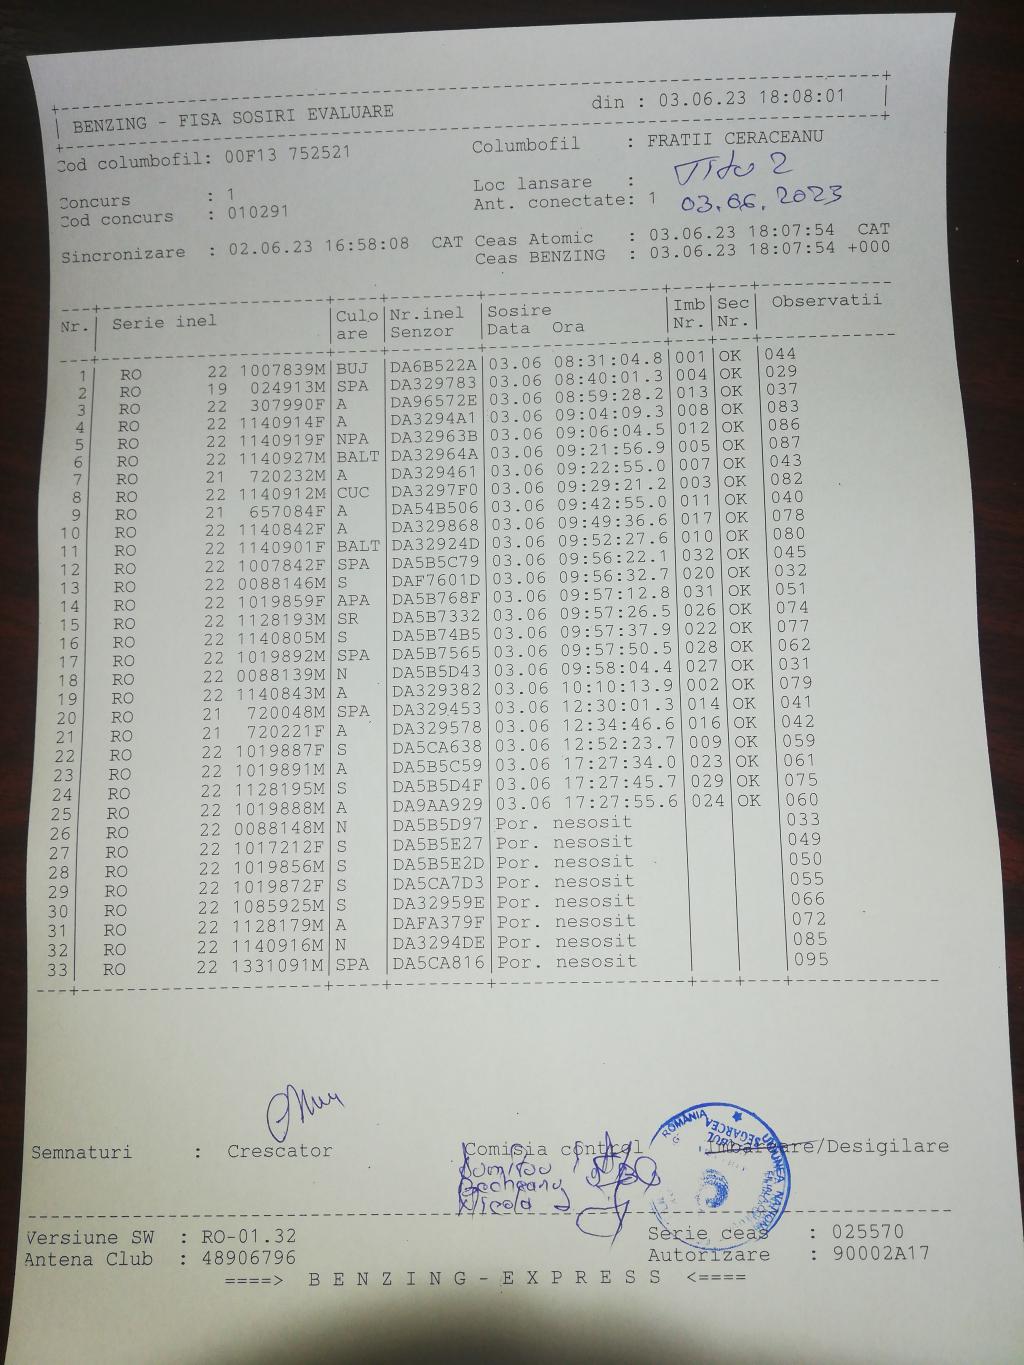 BENZING - FISA SOSIRI EVALUARE din : 03.06.23 18:08:01
Cod columbofil: 00F13 752521 Columbofil : FRATII CERACEANU
Concurs : 1 Loc lansare : Titu 2
Cod concurs : 010291 Ant. conectate: 1 03.06.2023
Sincronizare : 02.06.23 16:58:08 CAT Ceas Atomic : 03.06.23 18:07:54 CAT
Ceas BENZING : 03.06.23 18:07:54 +000
Nr. Serie inel Culo Nr.inel Sosire Imb Sec Observatii
are Senzor Data Ora Nr. Nr.
1 RO 22 1007839M BUJ DA6B522A 03.06 08:31:04.8 001 OK 044
2 RO 19 024913M SPA DA329783 03.06 08:40:01.3 004 OK 029
3 RO 22 307990F A DA96572E 03.06 08:59:28.2 013 OK 037
4 RO 22 1140914F A DA3294A1 03.06 09:04:09.3 008 OK 083
5 RO 22 1140919F NPA DA32963B 03.06 09:06:04.5 012 OK 086
6 RO 22 1140927M BALT DA32964A 03.06 09:21:56.9 005 OK 087
7 RO 21 720232M A DA329461 03.06 09:22:55.0 007 OK 043
8 RO 22 1140912M CUC DA3297F0 03.06 09:29:21.2 003 OK 082
9 RO 21 657084F A DA54B506 03.06 09:42:55.0 011 OK 040
10 RO 22 1140842F A DA329868 03.06 09:49:36.6 017 OK 078
11 RO 22 1140901F BALT DA32924D 03.06 09:52:27.6 010 OK 080
12 RO 22 1007842F SPA DA5B5C79 03.06 09:56:22.1 032 OK 045
13 RO 22 0088146M S DAF7601D 03.06 09:56:32.7 020 OK 032
14 RO 22 1019859F APA DA5B768F 03.06 09:57:12.8 031 OK 051
15 RO 22 1128193M SR DA5B7332 03.06 09:57:26.5 026 OK 074
16 RO 22 1140805M S DA5B74B5 03.06 09:57:37.9 022 OK 077
17 RO 22 1019892M SPA DA5B7565 03.06 09:57:50.5 028 OK 062
18 RO 22 0088139M N DA5B5D43 03.06 09:58:04.4 027 OK 031
19 RO 22 1140843M A DA329382 03.06 10:10:13.9 002 OK 079
20 RO 21 720048M SPA DA329453 03.06 12:30:01.3 014 OK 041
21 RO 21 720221F A DA329578 03.06 12:34:46.6 016 OK 042
22 RO 22 1019887F S DA5CA638 03.06 12:52:23.7 009 OK 059
23 RO 22 1019891M A DA5B5C59 03.06 17:27:34.0 023 OK 061
24 RO 22 1128195M S DA5B5D4F 03.06 17:27:45.7 029 OK 075
25 RO 22 1019888M A DA9AA929 03.06 17:27:55.6 024 OK 060
26 RO 22 0088148M N DA5B5D97 Por. nesosit 033
27 RO 22 1017212F S DA5B5E27 Por. nesosit 049
28 RO 22 1019856M S DA5B5E2D Por. nesosit 050
29 RO 22 1019872F S DA5CA7D3 Por. nesosit 055
30 RO 22 1085925M S DA32959E Por. nesosit 066
31 RO 22 1128179M A DAFA379F Por. nesosit 072
32 RO 22 1140916M N DA3294DE Por. nesosit 085
33 RO 22 1331091M SPA DA5CA816 Por. nesosit 095
Semnaturi : Crescator Comisia control Imbarcare/Desigilare
ROMÂNIA
UNIUNEA NAȚIONALĂ
SEGARCEA
Versiune SW : RO-01.32 Serie ceas : 025570
Antena Club : 48906796 Autorizare : 90002A17
====> B E N Z I N G - E X P R E S S <====